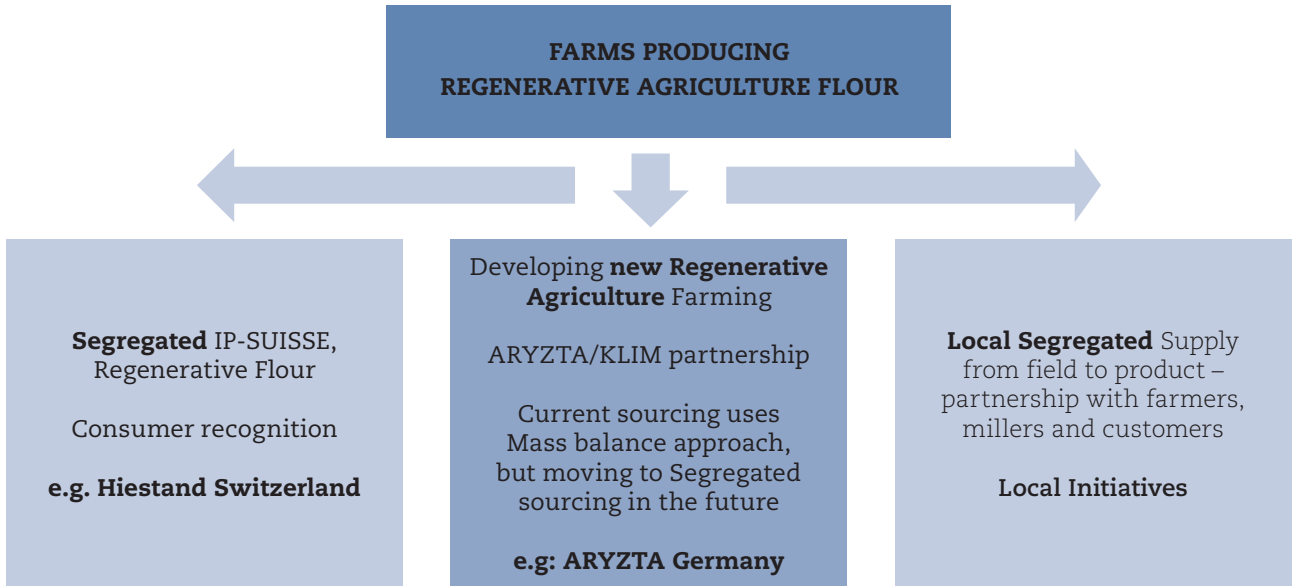 FARMS PRODUCING
REGENERATIVE AGRICULTURE FLOUR
Segregated IP-SUISSE,
Regenerative Flour
Consumer recognition
e.g. Hiestand Switzerland
Developing new Regenerative
Agriculture Farming
ARYZTA/KLIM partnership
Current sourcing uses
Mass balance approach,
but moving to Segregated
sourcing in the future
e.g: ARYZTA Germany
Local Segregated Supply
from field to product –
partnership with farmers,
millers and customers
Local Initiatives